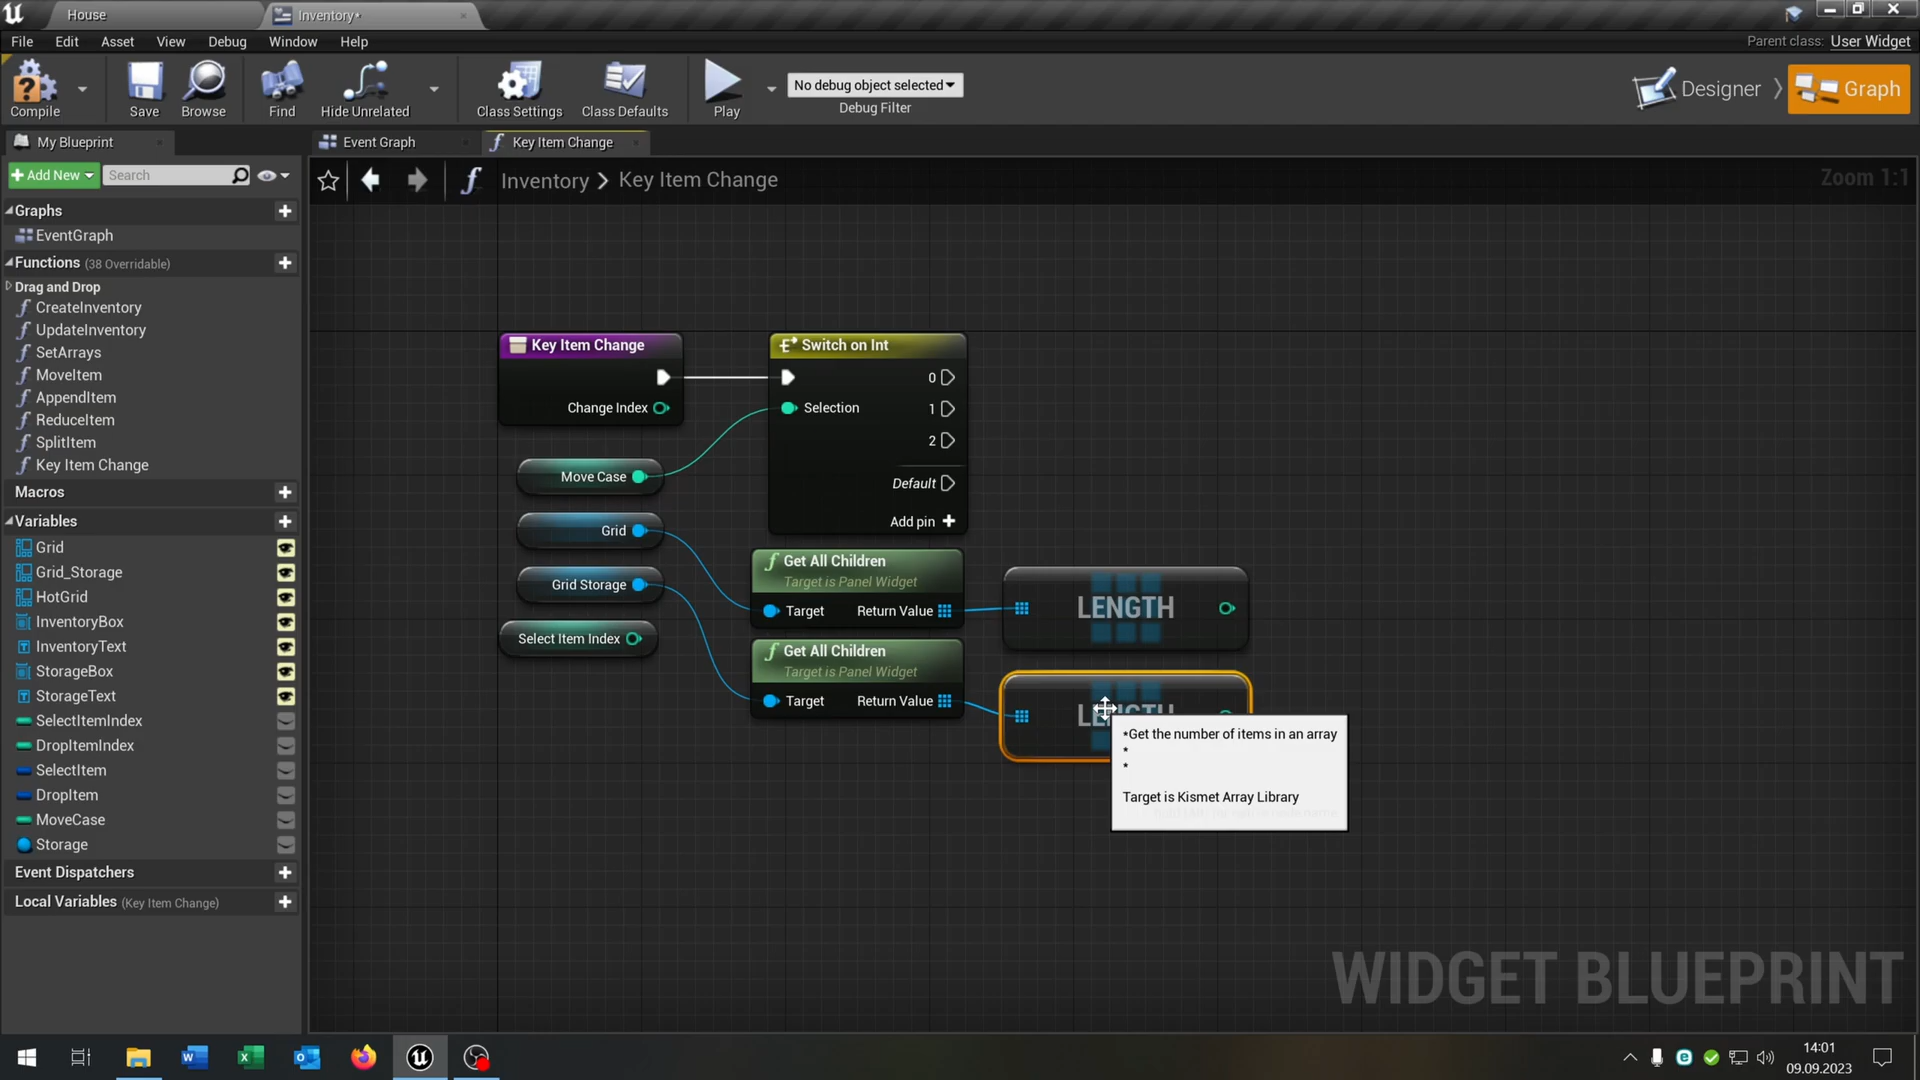 House
Inventory*
File
Edit
Asset
View
Debug
Window
Help
Parent class: User Widget
Compile
Save
Browse
Find
Hide Unrelated
Class Settings
Class Defaults
Play
No debug object selected
Debug Filter
Designer
Graph
My Blueprint
Event Graph
Key Item Change
Add New
Search
Inventory > Key Item Change
Zoom 1:1
Graphs
EventGraph
Functions (38 Overridable)
Drag and Drop
CreateInventory
UpdateInventory
SetArrays
MoveItem
AppendItem
ReduceItem
SplitItem
Key Item Change
Macros
Variables
Grid
Grid_Storage
HotGrid
InventoryBox
InventoryText
StorageBox
StorageText
SelectItemIndex
DropItemIndex
SelectItem
DropItem
MoveCase
Storage
Event Dispatchers
Local Variables (Key Item Change)
Key Item Change
Change Index
Switch on Int
0
Selection
1
2
Default
Add pin
Move Case
Grid
Grid Storage
Select Item Index
Get All Children
Target is Panel Widget
Target
Return Value
Get All Children
Target is Panel Widget
Target
Return Value
LENGTH
LENGTH
*Get the number of items in an array
*
*
Target is Kismet Array Library
WIDGET BLUEPRINT
14:01
09.09.2023